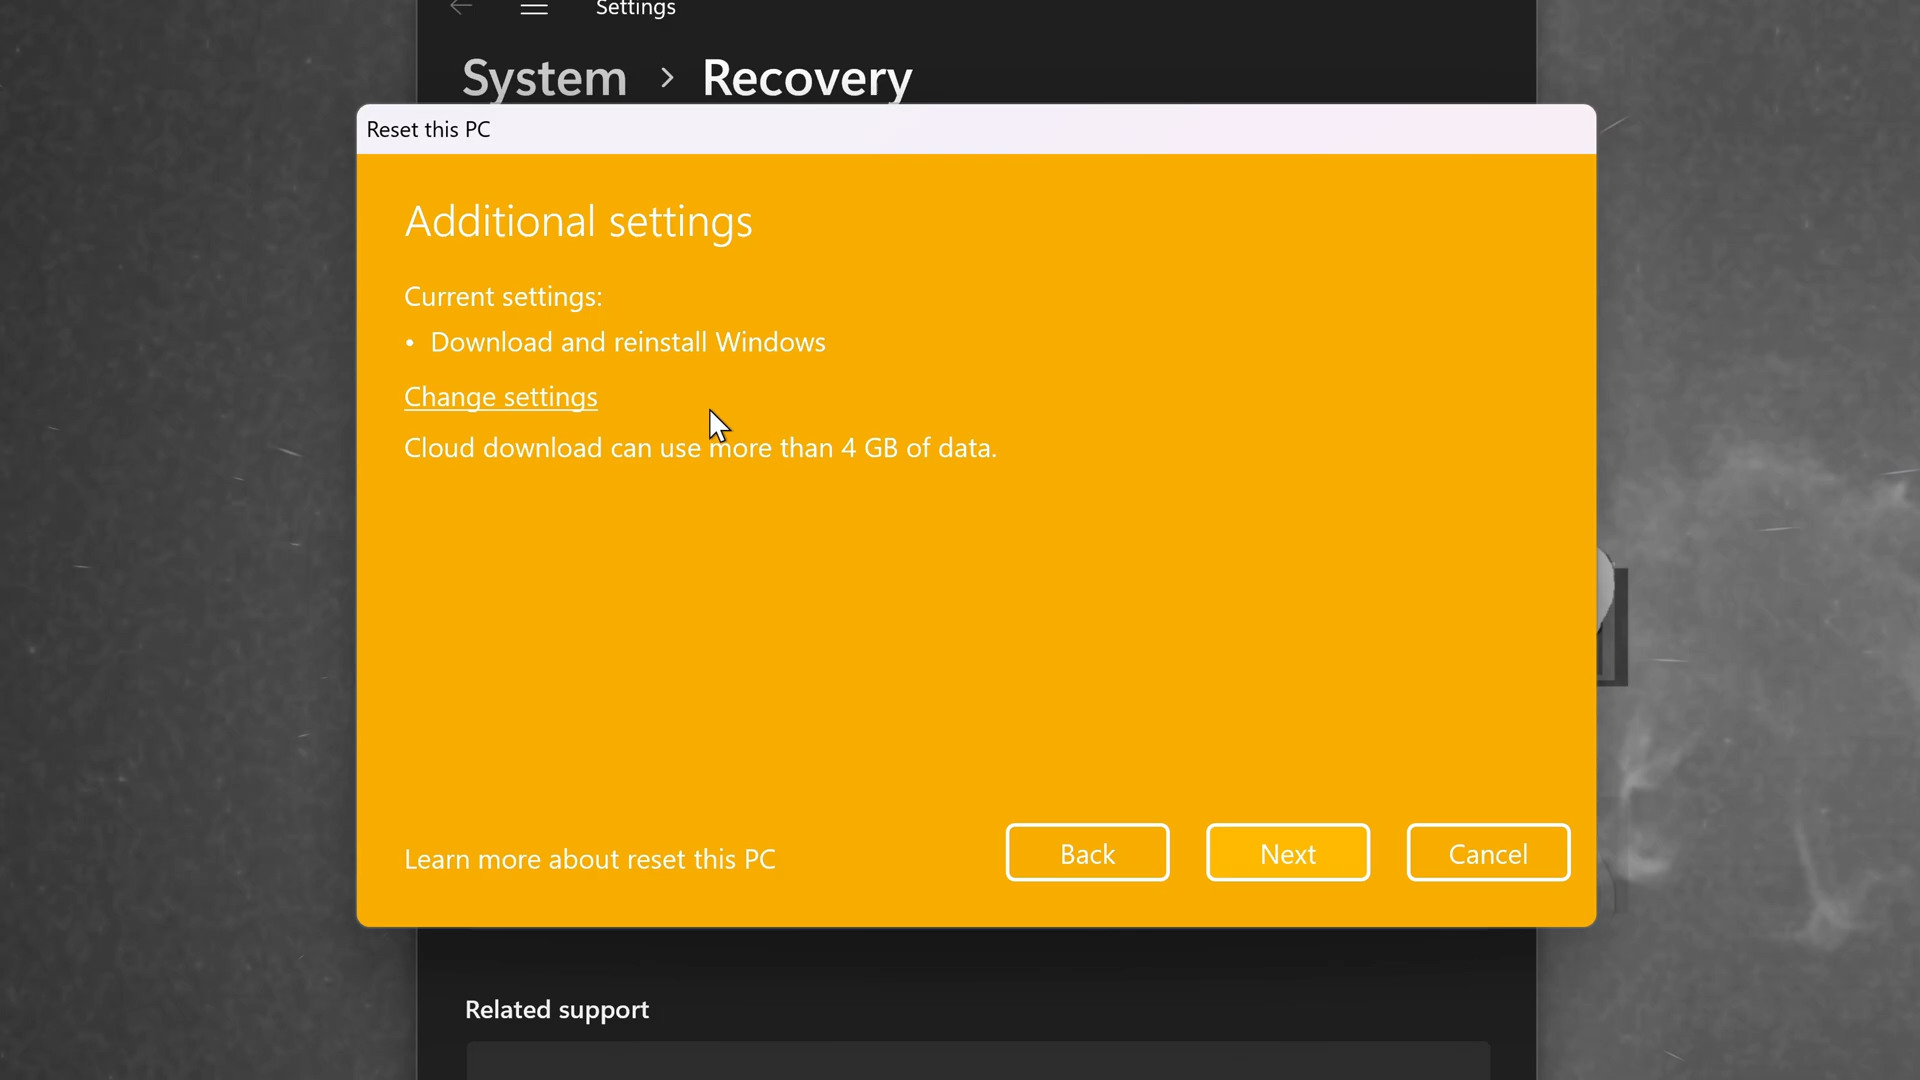 Settings
System > Recovery
Reset this PC
Additional settings
Current settings:
• Download and reinstall Windows
Change settings
Cloud download can use more than 4 GB of data.
Learn more about reset this PC
Back
Next
Cancel
Related support